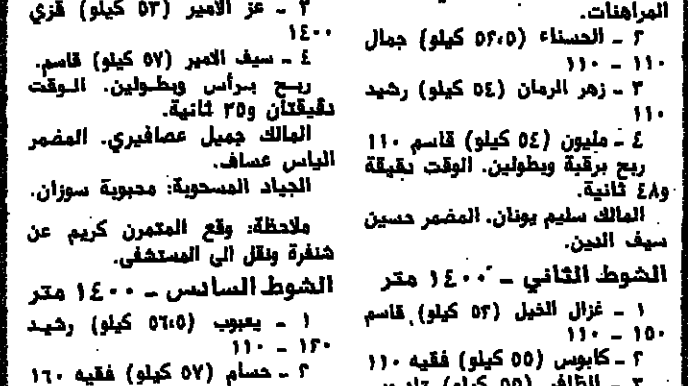 المراهنات.
٢ ـ الحسناء (٥٢،٥ كيلو) جمال
١١٠ ـ ١١٠
٣ ـ زهر الرمان (٥٤ كيلو) رشيد
١١٠
٤ ـ مليون (٥٤ كيلو) قاسم ١١٠
ربح برقبة وبطولين. الوقت دقيقة
و٤٨ ثانية.
المالك سليم يونان. المضمر حسين
سيف الدين.
الشوط الثاني ـ ١٤٠٠ متر
١ ـ غزال الخيل (٥٢ كيلو) قاسم
١٥٠ ـ ١١٠
٢ ـ كابوس (٥٥ كيلو) فقيه ١١٠
٣ ـ الظافر (٥٥ كيلو)
٣ ـ عز الامير (٥٣ كيلو) قزي
١٤٠٠
٤ ـ سيف الامير (٥٧ كيلو) قاسم.
ربح برأس وبطولين. الوقت
دقيقتان و٣٥ ثانية.
المالك جميل عصافيري. المضمر
الياس عساف.
الجياد المسحوبة: محبوبة سوزان.
ملاحظة: وقع المتمرن كريم عن
شنفرة ونقل الى المستشفى.
الشوط السادس ـ ١٤٠٠ متر
١ ـ يعبوب (٥٦،٥ كيلو) رشيد
١٢٠ ـ ١١٠
٢ ـ حسام (٥٧ كيلو) فقيه ١٦٠